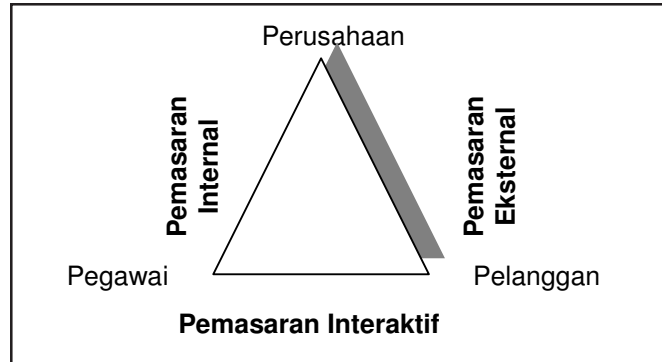 Perusahaan
Pemasaran
Internal
Pemasaran
Eksternal
Pegawai
Pelanggan
Pemasaran Interaktif